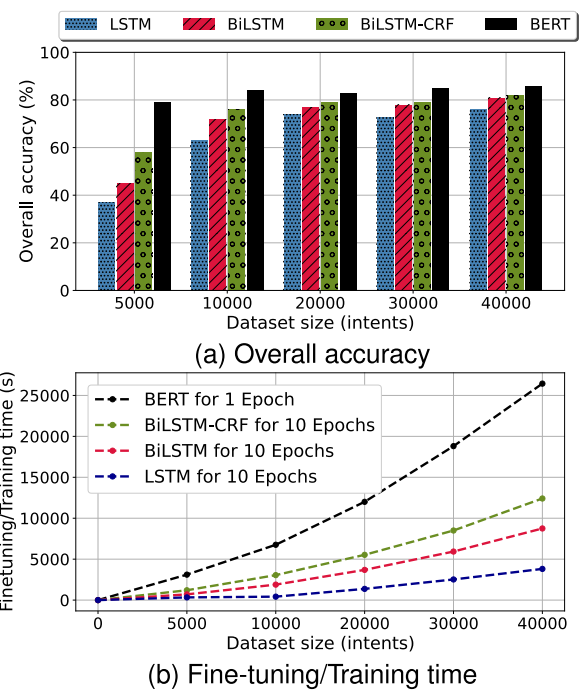 LSTM BiLSTM BiLSTM-CRF BERT
Overall accuracy (%)
100
80
60
40
20
0
5000 10000 20000 30000 40000
Dataset size (intents)
(a) Overall accuracy
Finetuning/Training time (s)
25000
20000
15000
10000
5000
0
BERT for 1 Epoch
BiLSTM-CRF for 10 Epochs
BiLSTM for 10 Epochs
LSTM for 10 Epochs
0 5000 10000 20000 30000 40000
Dataset size (intents)
(b) Fine-tuning/Training time